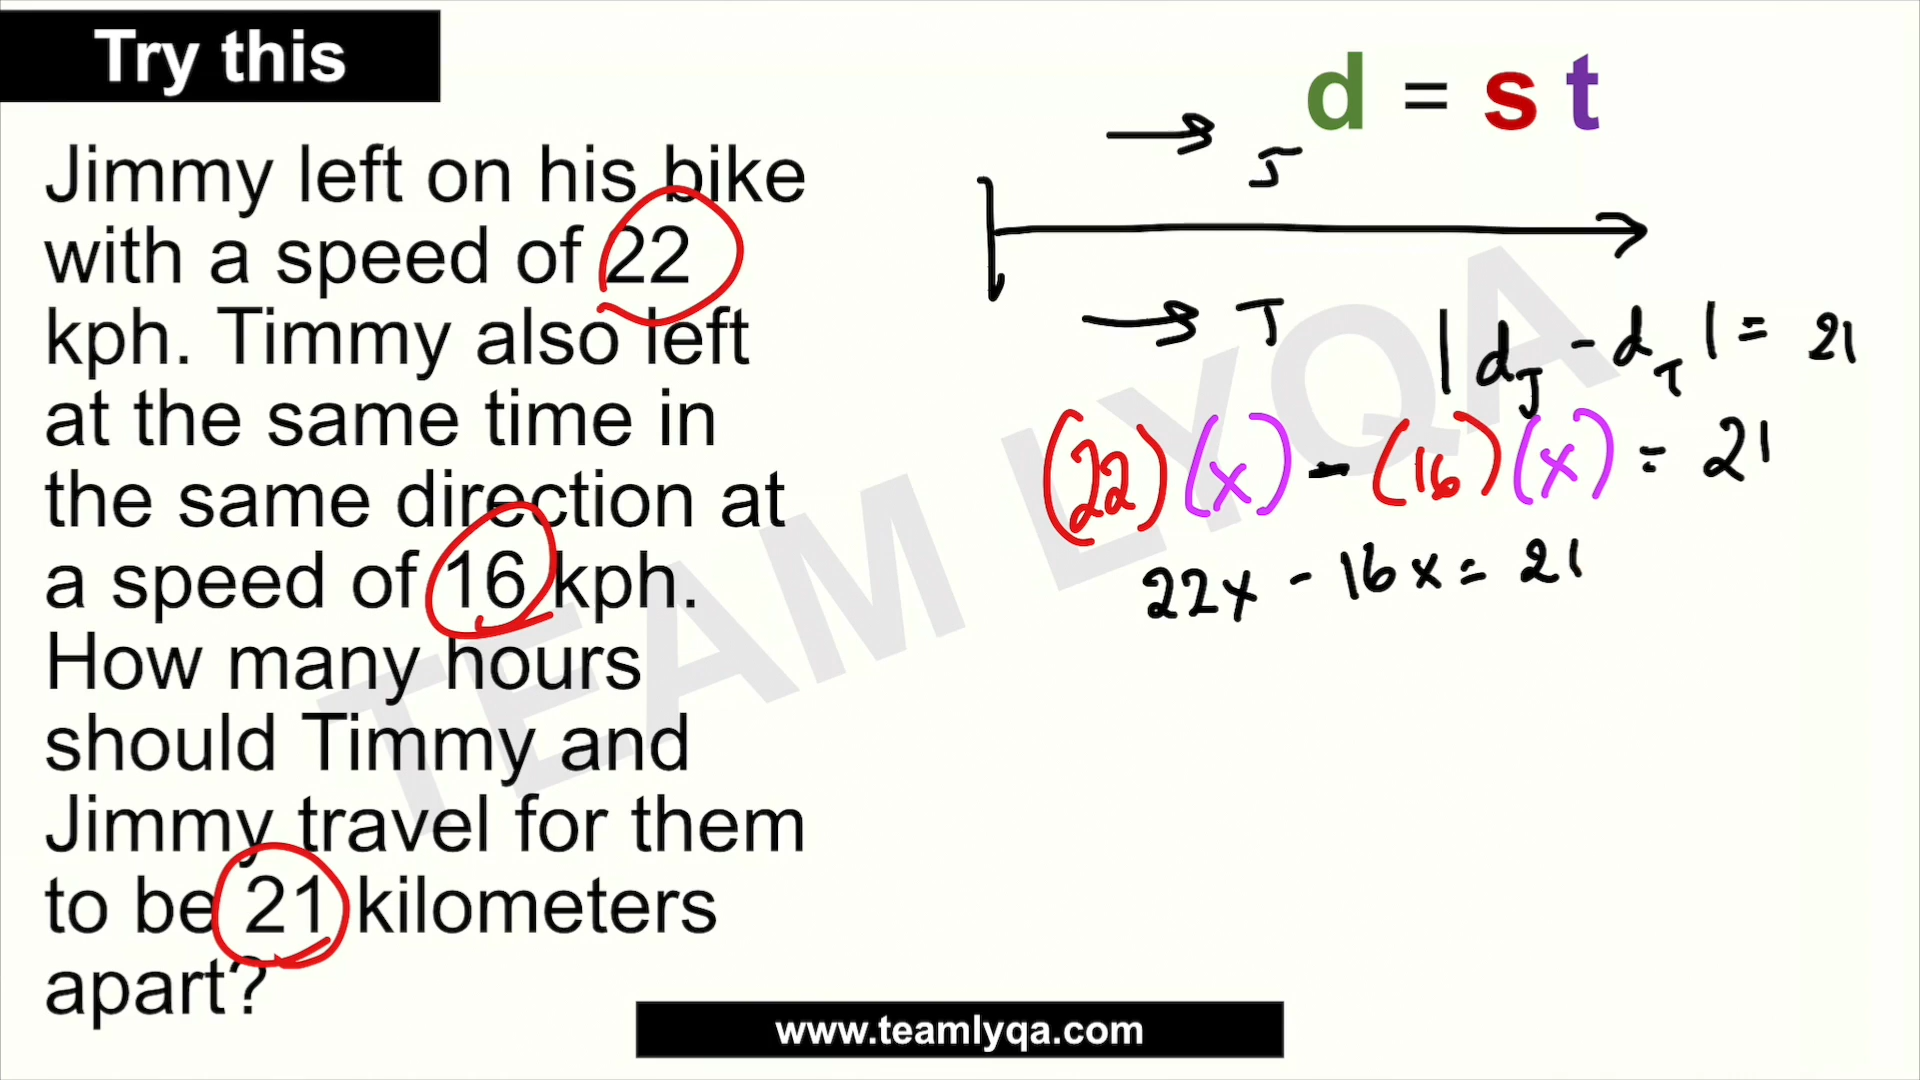 Try this
Jimmy left on his bike
with a speed of 22
kph. Timmy also left
at the same time in
the same direction at
a speed of 16 kph.
How many hours
should Timmy and
Jimmy travel for them
to be 21 kilometers
apart?
d = s t
J
T
|d_J - d_T| = 21
(22)(x) - (16)(x) = 21
22x - 16x = 21
TEAM LYQA
www.teamlyqa.com